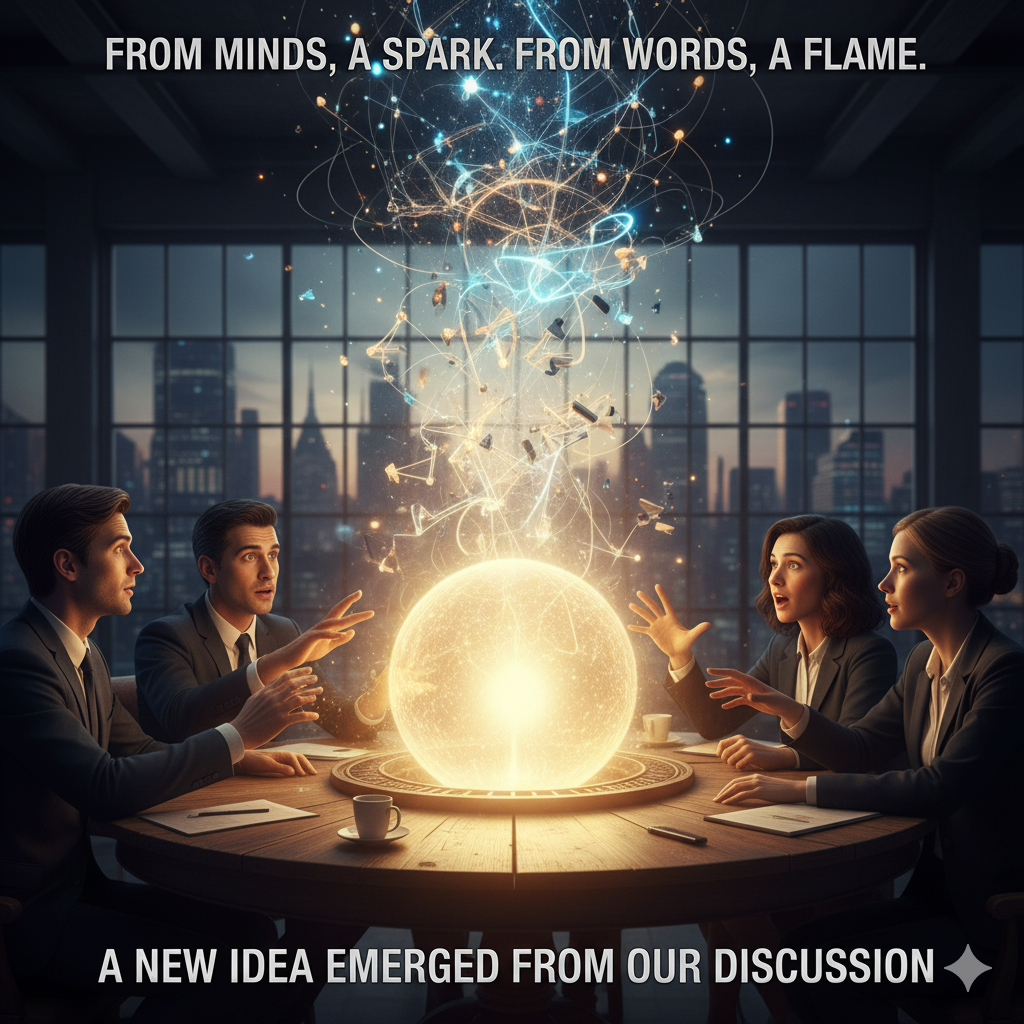 FROM MINDS, A SPARK. FROM WORDS, A FLAME.
A NEW IDEA EMERGED FROM OUR DISCUSSION